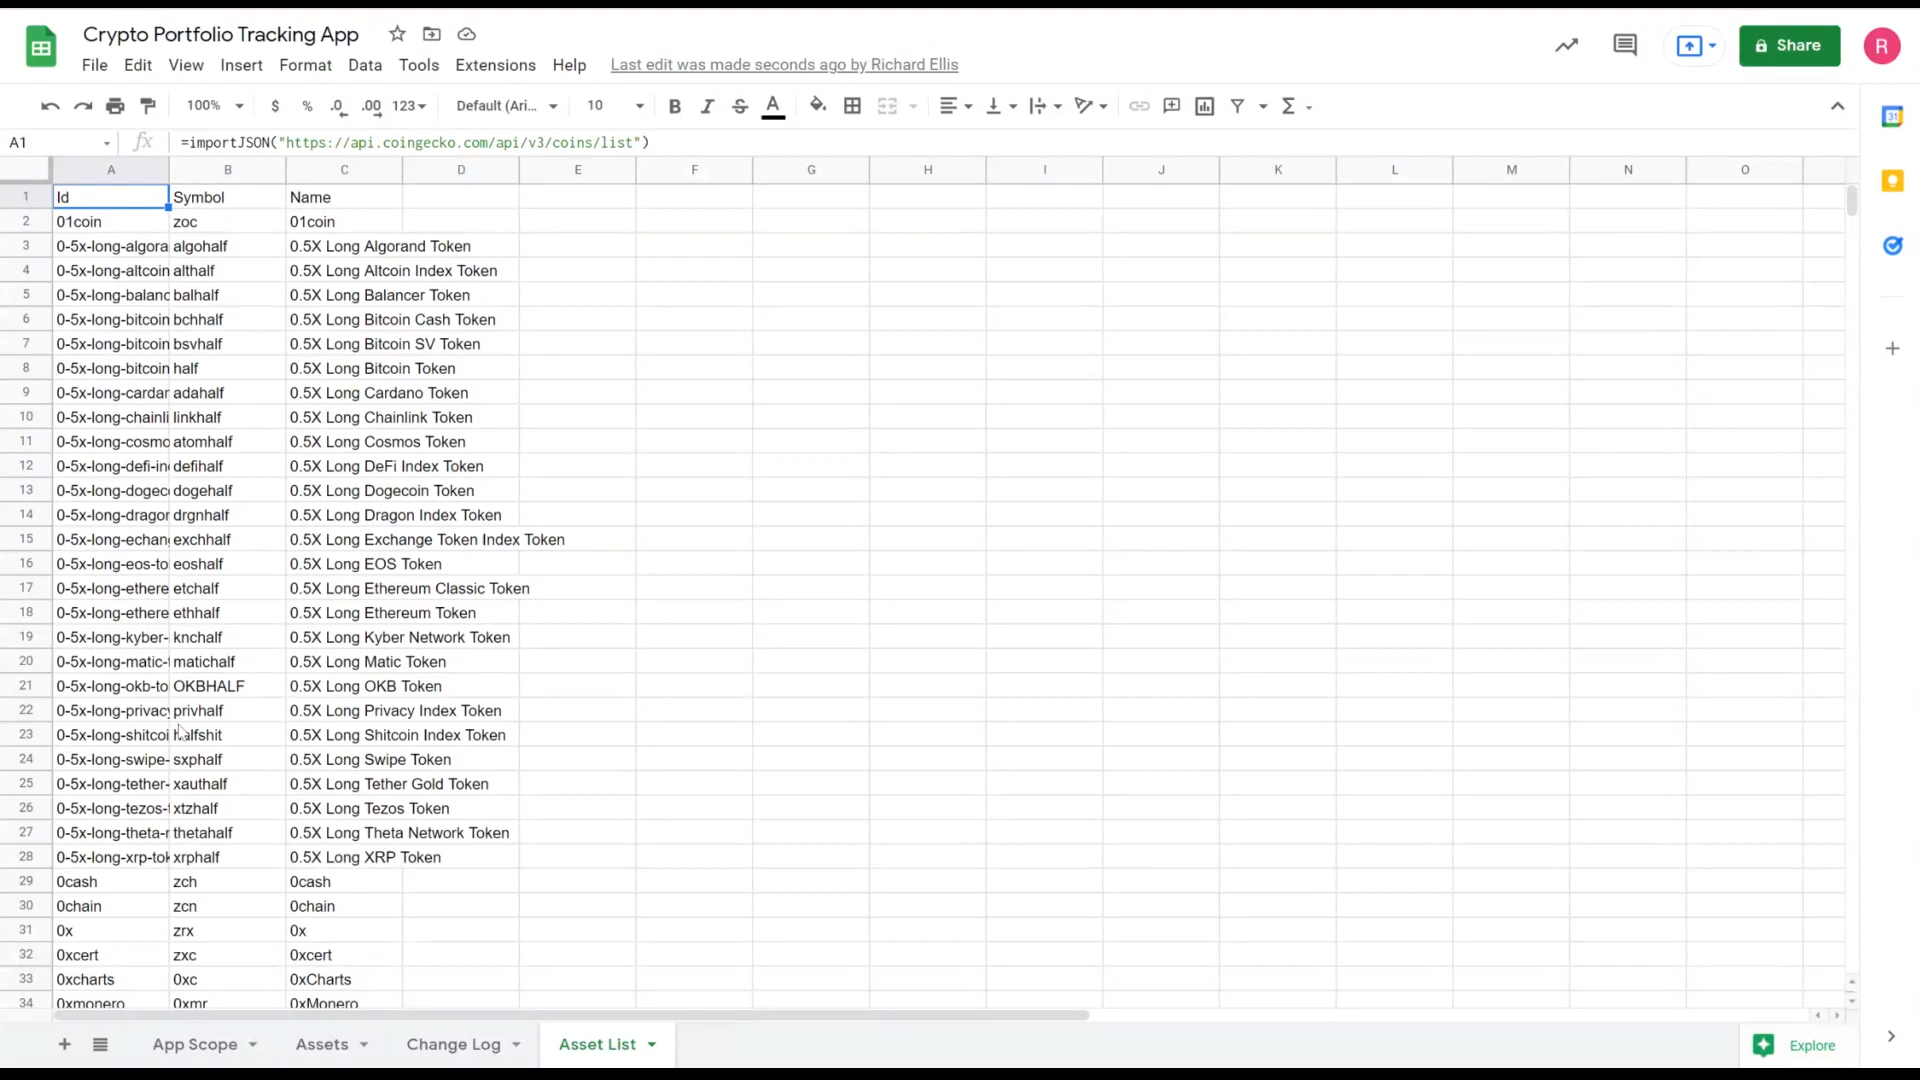 Crypto Portfolio Tracking App
Share
R
File Edit View Insert Format Data Tools Extensions Help Last edit was made seconds ago by Richard Ellis
100% $ % .0 .00 123 Default (Ari... 10 B I S A Σ
31
A1 fx =importJSON("https://api.coingecko.com/api/v3/coins/list")
A B C D E F G H I J K L M N O
1 Id Symbol Name
2 01coin zoc 01coin
3 0-5x-long-algora algohalf 0.5X Long Algorand Token
4 0-5x-long-altcoin althalf 0.5X Long Altcoin Index Token
5 0-5x-long-balanc balhalf 0.5X Long Balancer Token
6 0-5x-long-bitcoin bchhalf 0.5X Long Bitcoin Cash Token
7 0-5x-long-bitcoin bsvhalf 0.5X Long Bitcoin SV Token
8 0-5x-long-bitcoin half 0.5X Long Bitcoin Token
9 0-5x-long-cardar adahalf 0.5X Long Cardano Token
10 0-5x-long-chainli linkhalf 0.5X Long Chainlink Token
11 0-5x-long-cosmo atomhalf 0.5X Long Cosmos Token
12 0-5x-long-defi-in defihalf 0.5X Long DeFi Index Token
13 0-5x-long-dogec dogehalf 0.5X Long Dogecoin Token
14 0-5x-long-dragor drgnhalf 0.5X Long Dragon Index Token
15 0-5x-long-echan exchhalf 0.5X Long Exchange Token Index Token
16 0-5x-long-eos-to eoshalf 0.5X Long EOS Token
17 0-5x-long-ethere etchalf 0.5X Long Ethereum Classic Token
18 0-5x-long-ethere ethhalf 0.5X Long Ethereum Token
19 0-5x-long-kyber- knchalf 0.5X Long Kyber Network Token
20 0-5x-long-matic-t matichalf 0.5X Long Matic Token
21 0-5x-long-okb-to OKBHALF 0.5X Long OKB Token
22 0-5x-long-privacy privhalf 0.5X Long Privacy Index Token
23 0-5x-long-shitcoi halfshit 0.5X Long Shitcoin Index Token
24 0-5x-long-swipe- sxphalf 0.5X Long Swipe Token
25 0-5x-long-tether- xauthalf 0.5X Long Tether Gold Token
26 0-5x-long-tezos-t xtzhalf 0.5X Long Tezos Token
27 0-5x-long-theta-r thetahalf 0.5X Long Theta Network Token
28 0-5x-long-xrp-tok xrphalf 0.5X Long XRP Token
29 0cash zch 0cash
30 0chain zcn 0chain
31 0x zrx 0x
32 0xcert zxc 0xcert
33 0xcharts 0xc 0xCharts
34 0xmonero 0xmr 0xMonero
App Scope Assets Change Log Asset List Explore